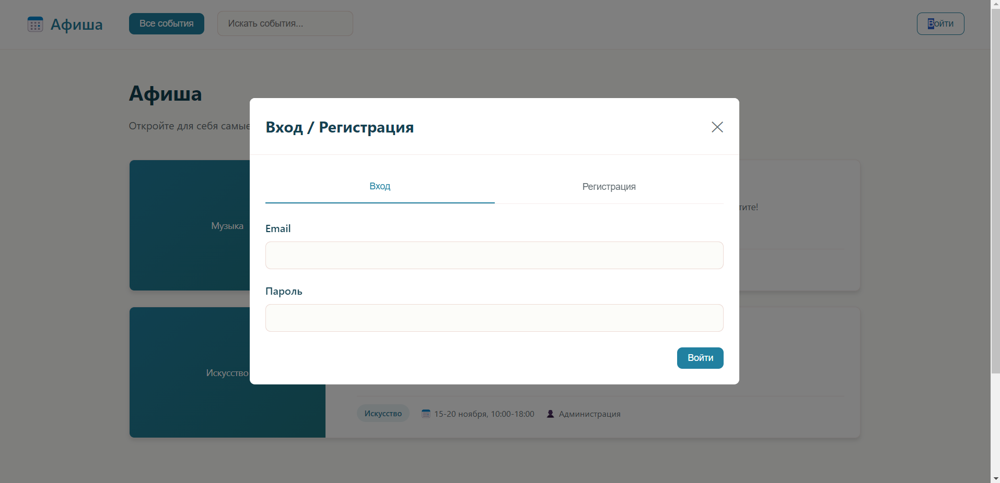 Афиша
Все события
Искать события...
Войти
Афиша
Откройте для себя самые
Вход / Регистрация
Вход
Регистрация
Email
Пароль
Войти
Музыка
тите!
Искусство
Искусство
15-20 ноября, 10:00-18:00
Администрация